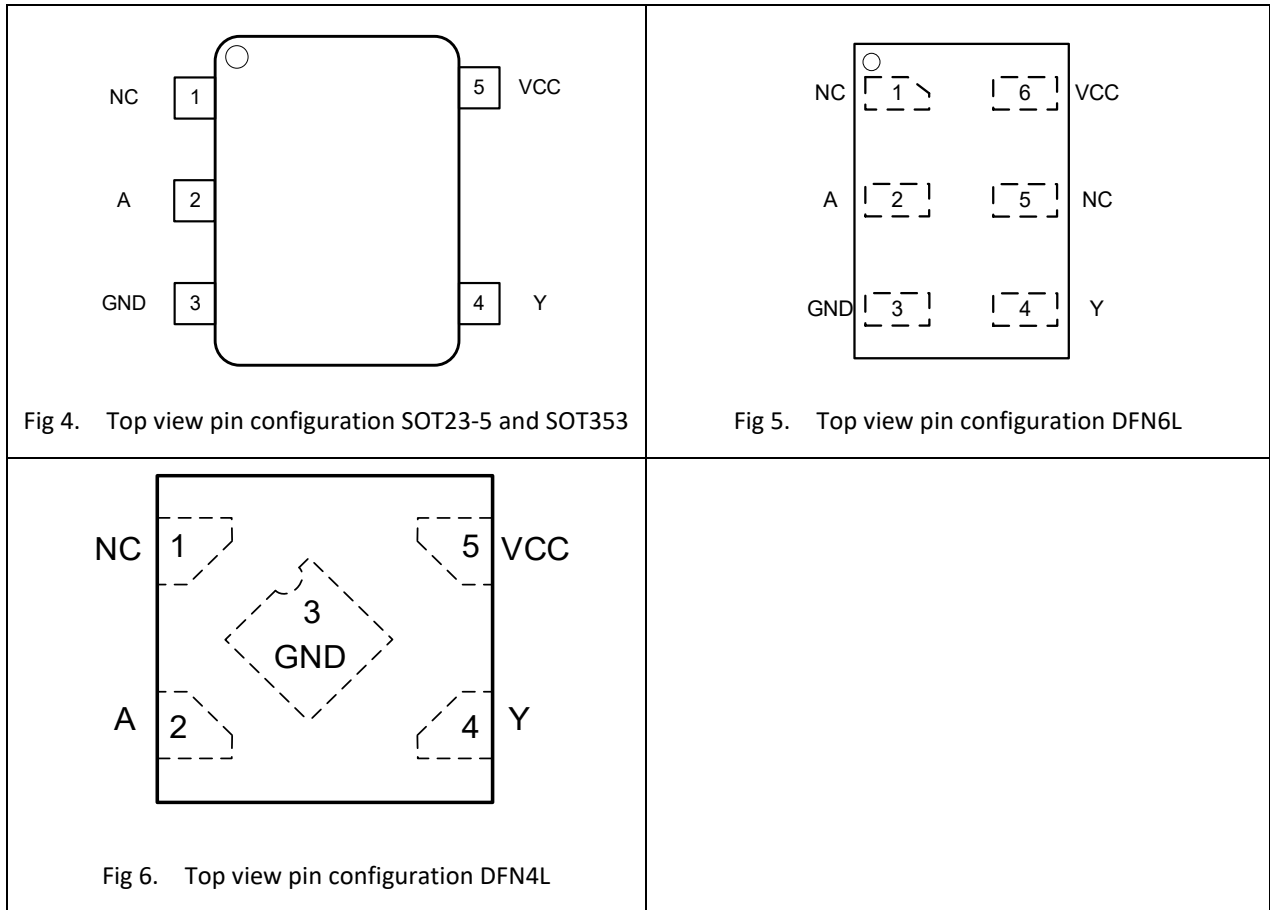 NC 1 5 VCC
A 2
GND 3 4 Y
Fig 4. Top view pin configuration SOT23-5 and SOT353
NC 1 6 VCC
A 2 5 NC
GND 3 4 Y
Fig 5. Top view pin configuration DFN6L
NC 1 5 VCC
3
GND
A 2 4 Y
Fig 6. Top view pin configuration DFN4L